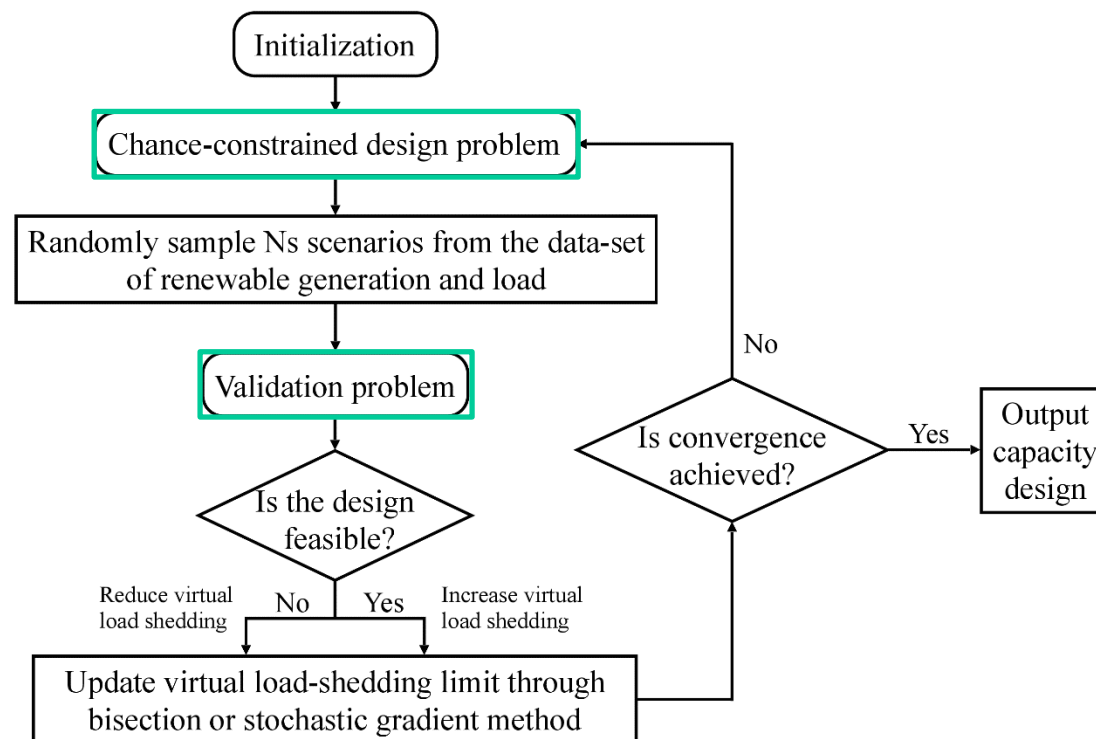 Initialization
Chance-constrained design problem
Randomly sample Ns scenarios from the data-set
of renewable generation and load
Validation problem
Is the design
feasible?
Reduce virtual
load shedding
No
Yes
Increase virtual
load shedding
Update virtual load-shedding limit through
bisection or stochastic gradient method
Is convergence
achieved?
No
Yes
Output
capacity
design